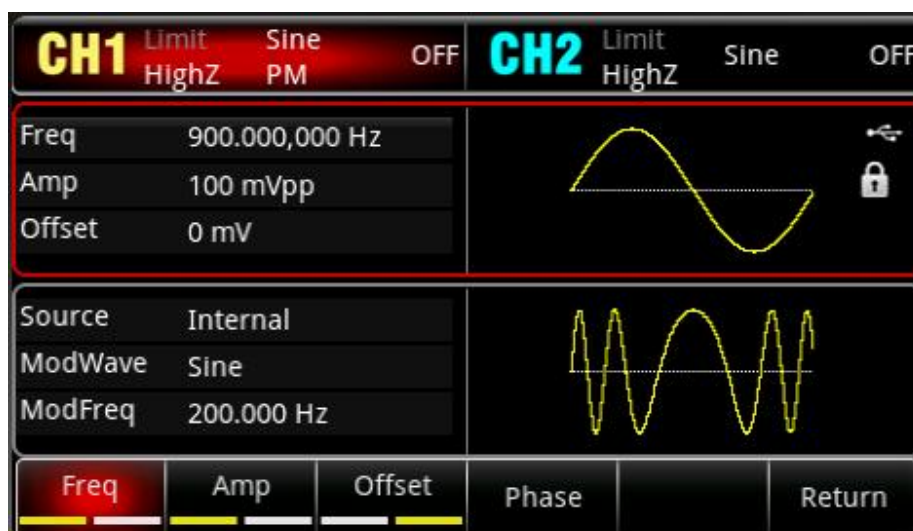 CH1 Limit Sine OFF CH2 Limit Sine OFF
HighZ PM HighZ
Freq 900.000,000 Hz
Amp 100 mVpp
Offset 0 mV
Source Internal
ModWave Sine
ModFreq 200.000 Hz
Freq Amp Offset Phase Return